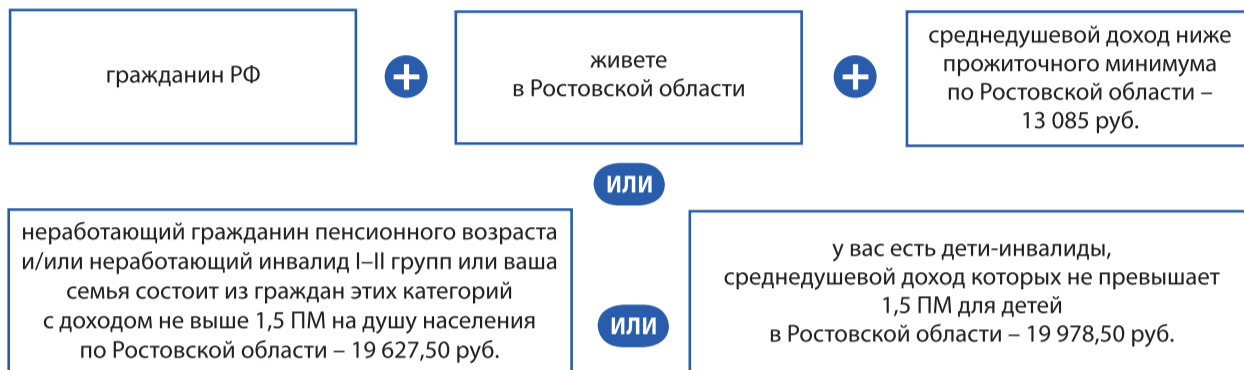 гражданин РФ
живете
в Ростовской области
среднедушевой доход ниже
прожиточного минимума
по Ростовской области –
13 085 руб.
ИЛИ
неработающий гражданин пенсионного возраста
и/или неработающий инвалид I–II групп или ваша
семья состоит из граждан этих категорий
с доходом не выше 1,5 ПМ на душу населения
по Ростовской области – 19 627,50 руб.
ИЛИ
у вас есть дети-инвалиды,
среднедушевой доход которых не превышает
1,5 ПМ для детей
в Ростовской области – 19 978,50 руб.